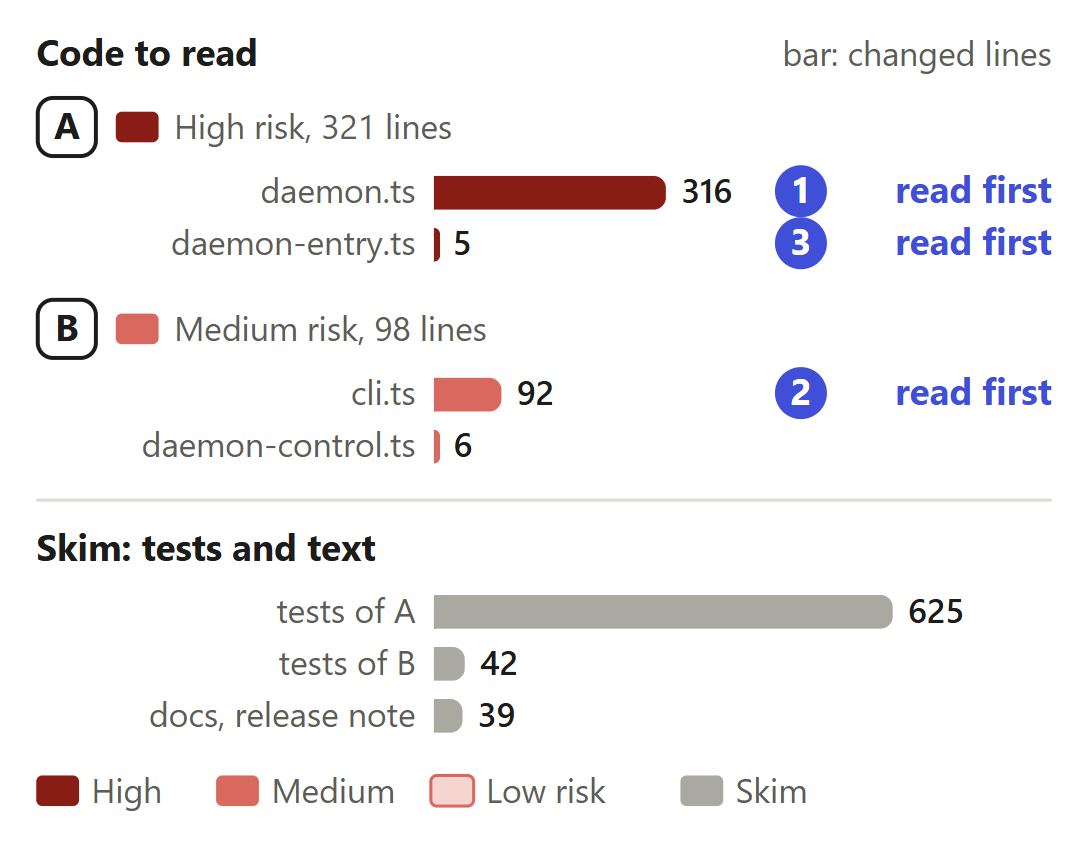 Code to read bar: changed lines
A High risk, 321 lines
daemon.ts 316 1 read first
daemon-entry.ts 5 3 read first
B Medium risk, 98 lines
cli.ts 92 2 read first
daemon-control.ts 6
Skim: tests and text
tests of A 625
tests of B 42
docs, release note 39
High Medium Low risk Skim